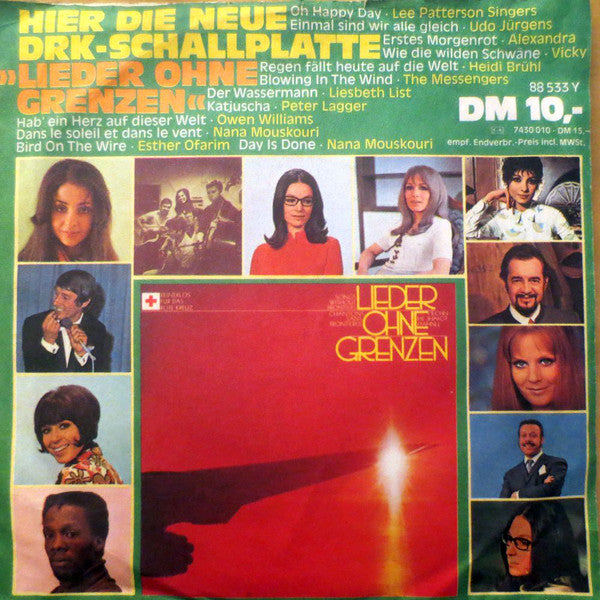 HIER DIE NEUE
DRK-SCHALLPLATTE
»LIEDER OHNE
GRENZEN«
Oh Happy Day · Lee Patterson Singers
Einmal sind wir alle gleich · Udo Jürgens
Erstes Morgenrot · Alexandra
Wie die wilden Schwäne · Vicky
Regen fällt heute auf die Welt · Heidi Brühl
Blowing In The Wind · The Messengers
Der Wassermann · Liesbeth List
Katjuscha · Peter Lagger
Hab' ein Herz auf dieser Welt · Owen Williams
Dans le soleil et dans le vent · Nana Mouskouri
Bird On The Wire · Esther Ofarim Day Is Done · Nana Mouskouri
88 533 Y
DM 10,-
7430 010 · DM 15,-
empf. Endverbr.-Preis incl. MWSt.
LIEDER
OHNE
GRENZEN